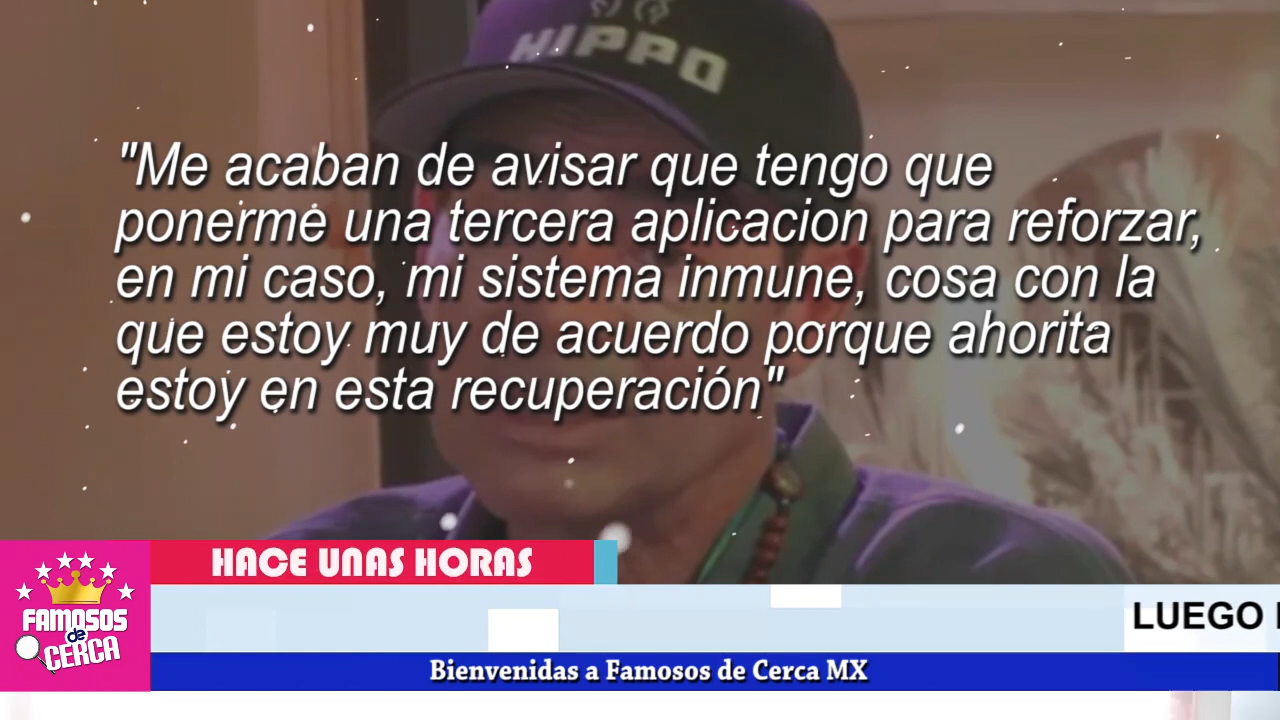 HIPPO
"Me acaban de avisar que tengo que
ponerme una tercera aplicacion para reforzar,
en mi caso, mi sistema inmune, cosa con la
que estoy muy de acuerdo porque ahorita
estoy en esta recuperación"
HACE UNAS HORAS
FAMOSOS
de
CERCA
LUEGO
Bienvenidas a Famosos de Cerca MX